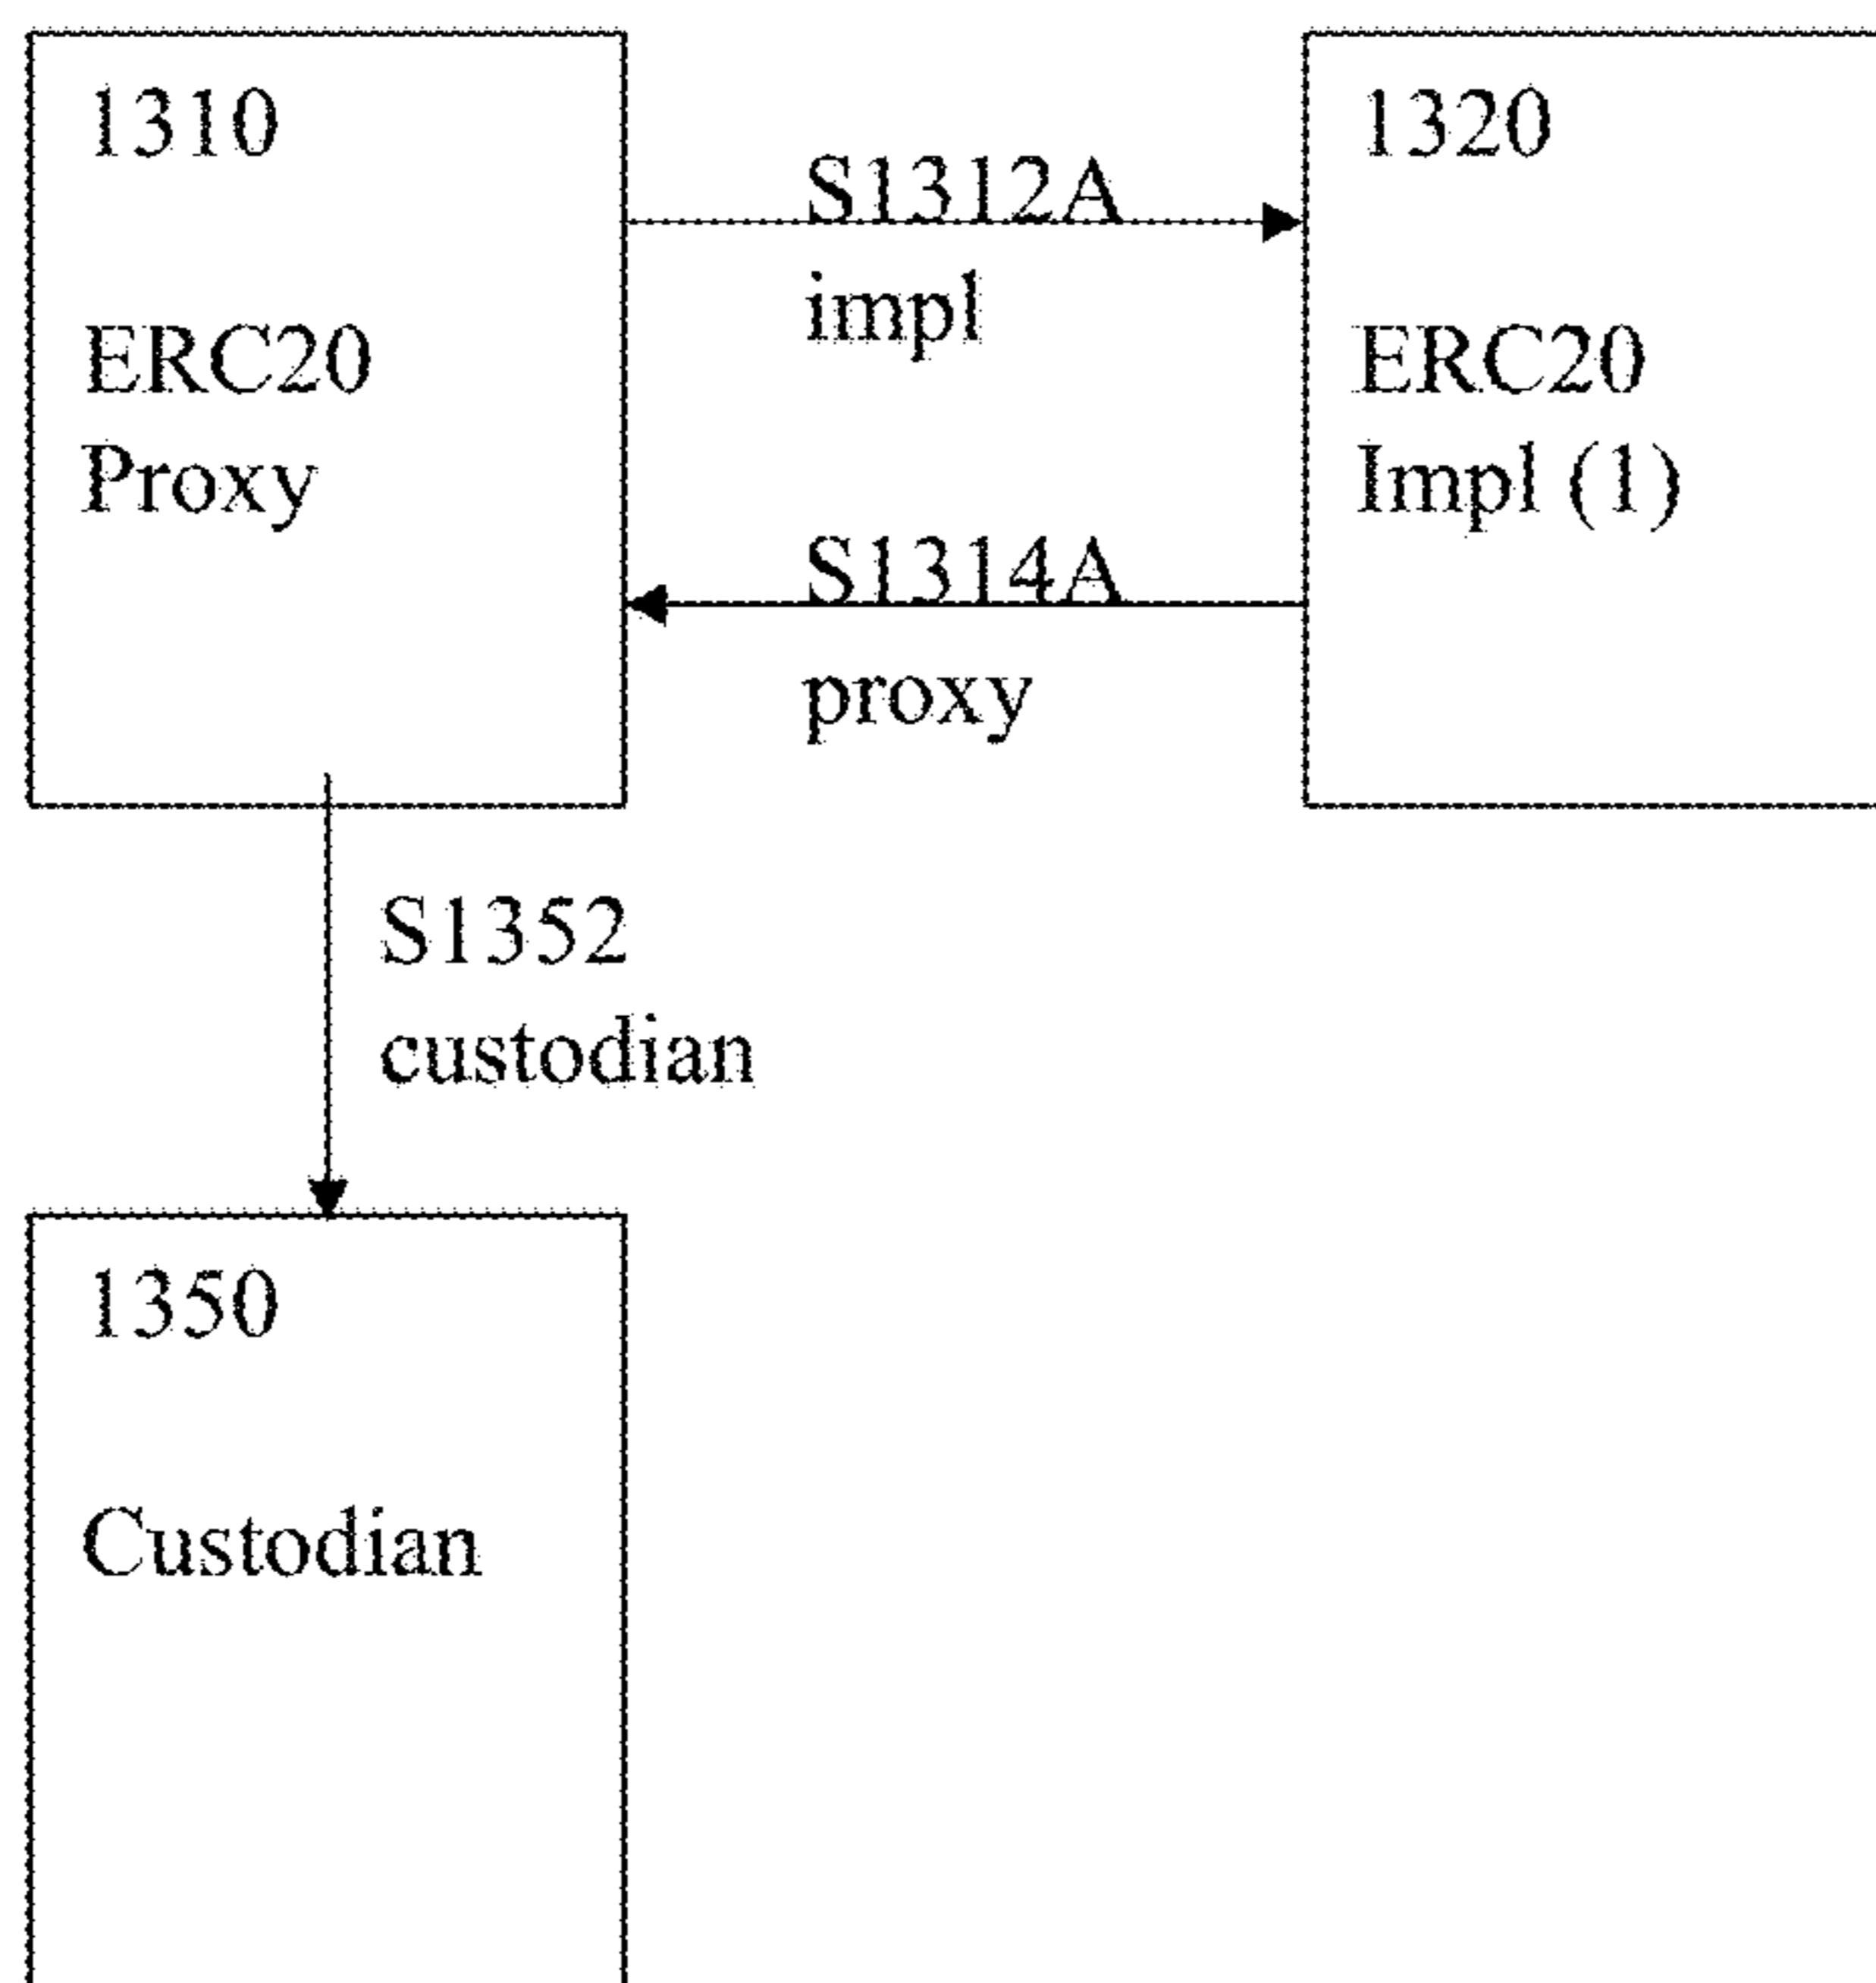 1310
ERC20
Proxy
S1312A
impl
S1314A
proxy
1320
ERC20
Impl (1)
S1352
custodian
1350
Custodian